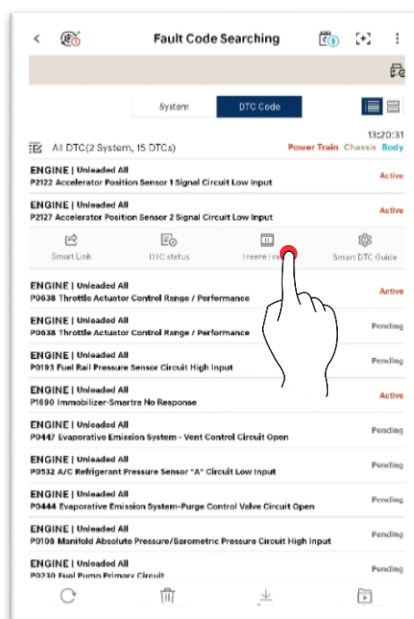 Fault Code Searching
System DTC Code
13:20:31
All DTC(2 System, 15 DTCs) Power Train Chassis Body
ENGINE | Unleaded All
P2122 Accelerator Position Sensor 1 Signal Circuit Low Input Active
ENGINE | Unleaded All
P2127 Accelerator Position Sensor 2 Signal Circuit Low Input Active
Smart Link DTC status Freeze Smart DTC Guide
ENGINE | Unleaded All
P0638 Throttle Actuator Control Range / Performance Active
ENGINE | Unleaded All
P0638 Throttle Actuator Control Range / Performance Pending
ENGINE | Unleaded All
P0193 Fuel Rail Pressure Sensor Circuit High Input Pending
ENGINE | Unleaded All
P1690 Immobilizer-Smartra No Response Active
ENGINE | Unleaded All
P0447 Evaporative Emission System - Vent Control Circuit Open Pending
ENGINE | Unleaded All
P0532 A/C Refrigerant Pressure Sensor "A" Circuit Low Input Pending
ENGINE | Unleaded All
P0444 Evaporative Emission System-Purge Control Valve Circuit Open Pending
ENGINE | Unleaded All
P0108 Manifold Absolute Pressure/Barometric Pressure Circuit High Input Pending
ENGINE | Unleaded All
P0230 Fuel Pump Primary Circuit Pending